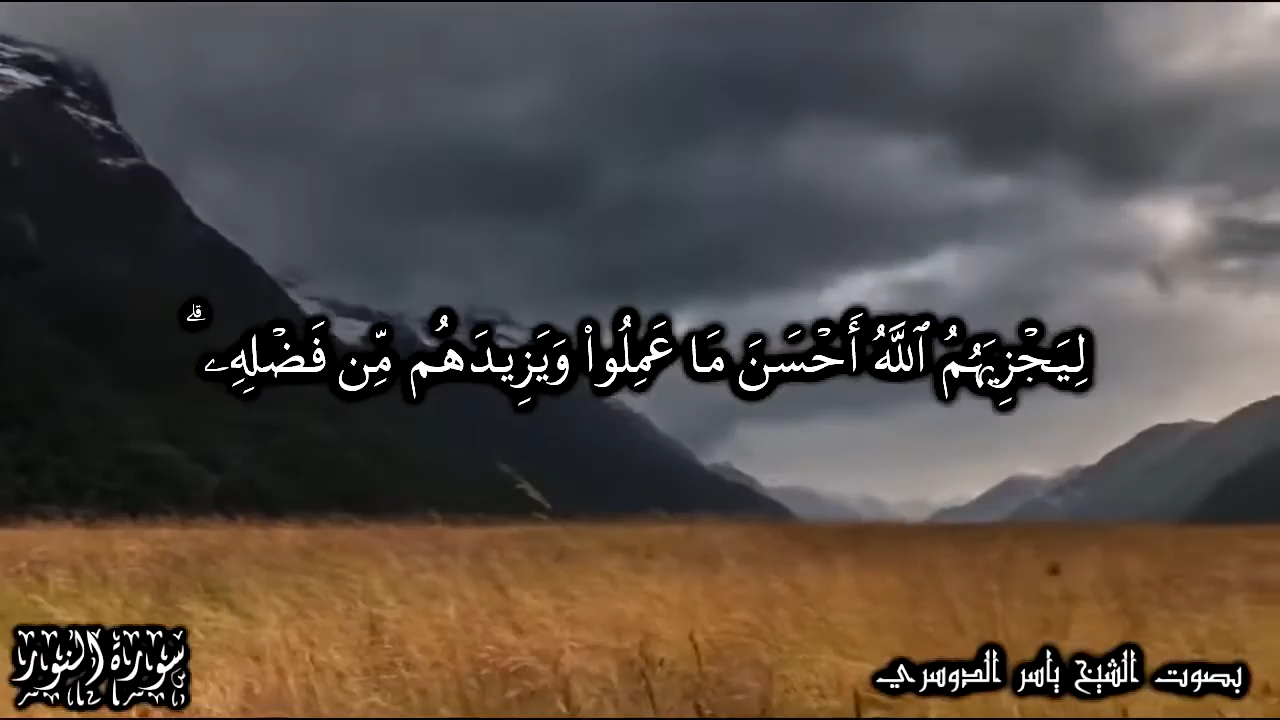 لِيَجْزِيَهُمُ ٱللَّهُ أَحْسَنَ مَا عَمِلُوا۟ وَيَزِيدَهُم مِّن فَضْلِهِۦ ۗ
سورة النور
بصوت الشيخ ياسر الدوسري